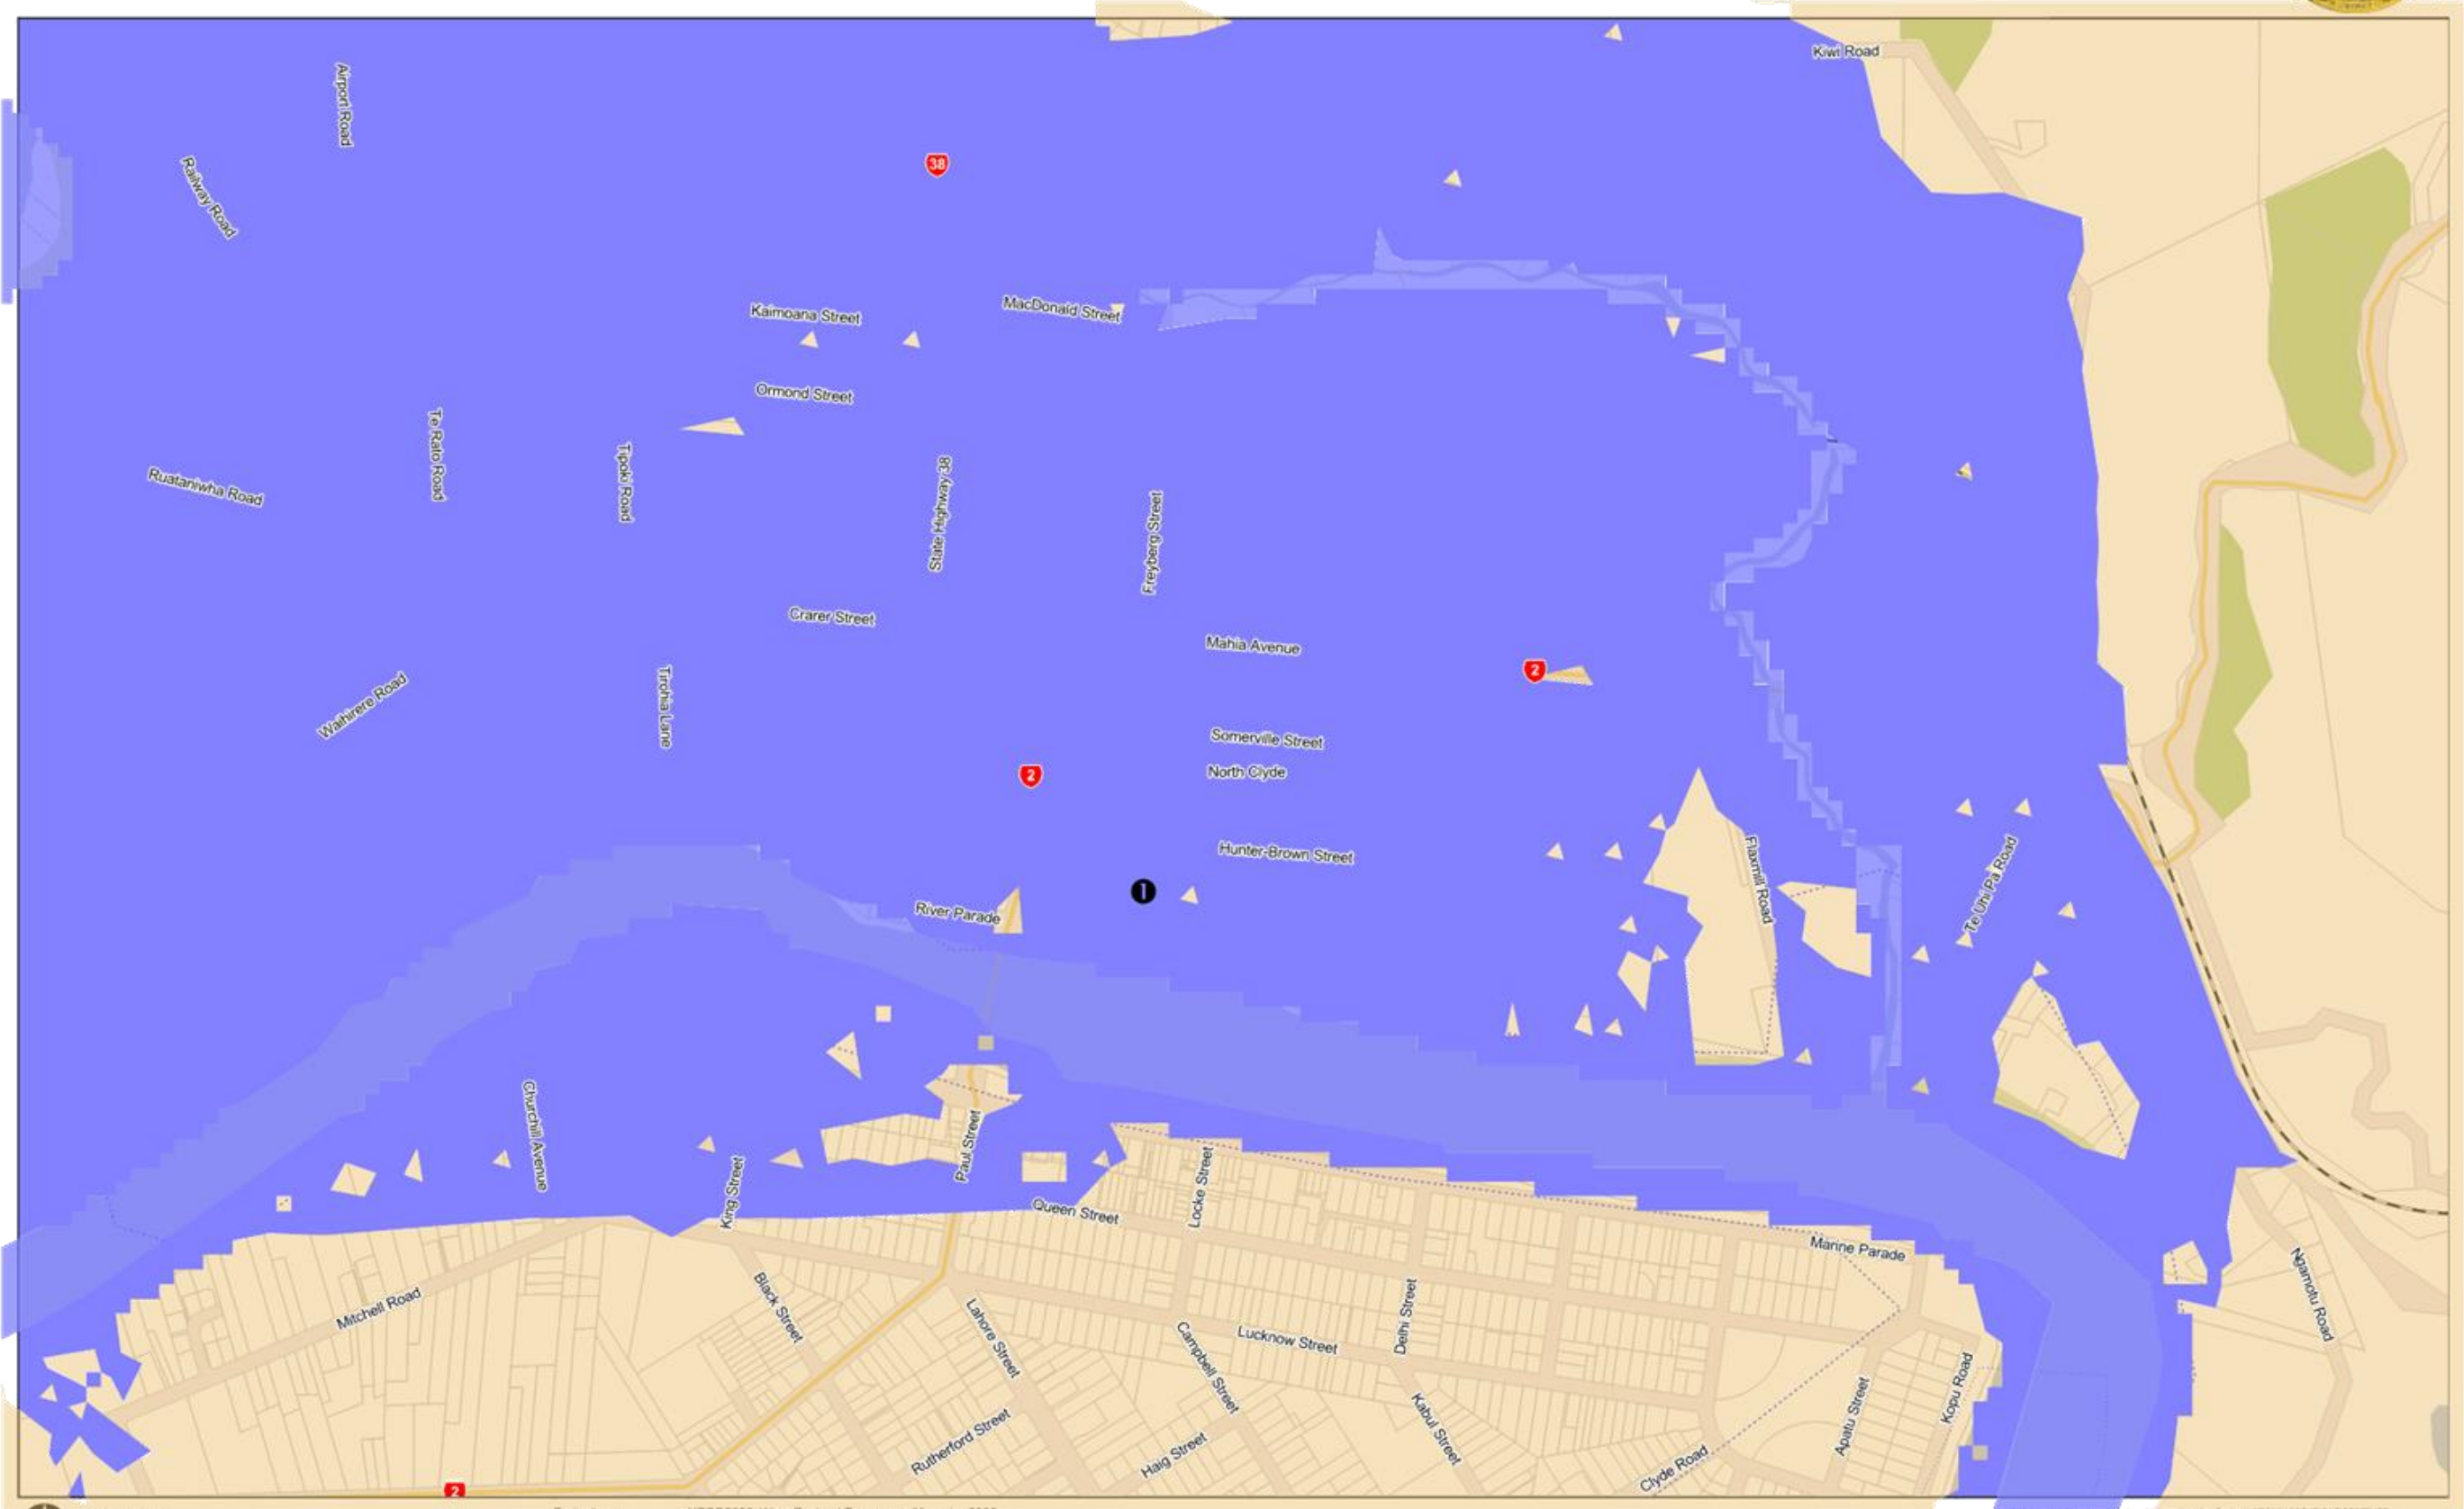 Kiwi Road
Airport Road
Railway Road
38
Kaimoana Street
MacDonald Street
Ormond Street
Te Rato Road
Tipoki Road
Ruataniwha Road
State Highway 38
Freyberg Street
Crarer Street
Mahia Avenue
2
Waihirere Road
Tirohia Lane
Somerville Street
North Clyde
2
Hunter-Brown Street
Flaxmill Road
Te Uhi Pa Road
1
River Parade
Churchill Avenue
Paul Street
King Street
Locke Street
Queen Street
Marine Parade
Ngamotu Road
Mitchell Road
Black Street
Lahore Street
Campbell Street
Lucknow Street
Delhi Street
Kopu Road
Apatu Street
Kabul Street
Rutherford Street
Haig Street
Clyde Road
2